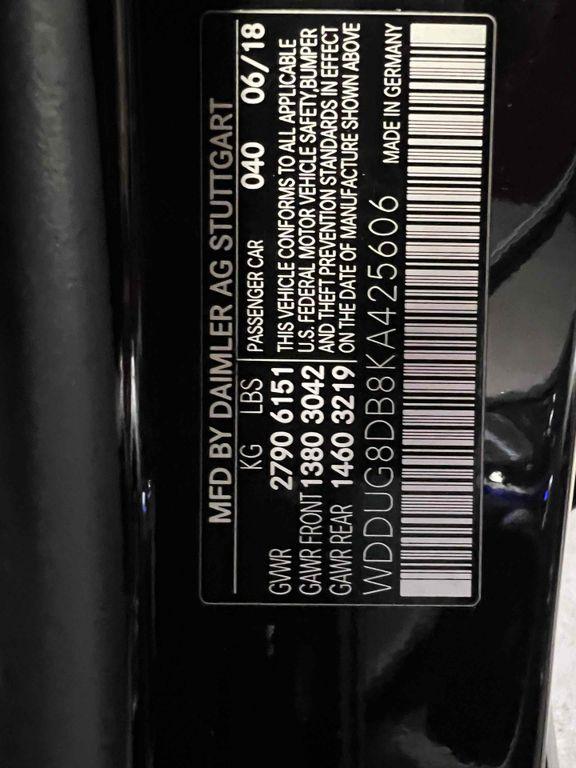 MFD BY DAIMLER AG STUTTGART
KG LBS
GVWR 2790 6151
GAWR FRONT 1380 3042
GAWR REAR 1460 3219
PASSENGER CAR 040 06/18
THIS VEHICLE CONFORMS TO ALL APPLICABLE
U.S. FEDERAL MOTOR VEHICLE SAFETY,BUMPER
AND THEFT PREVENTION STANDARDS IN EFFECT
ON THE DATE OF MANUFACTURE SHOWN ABOVE
WDDUG8DB8KA425606 MADE IN GERMANY